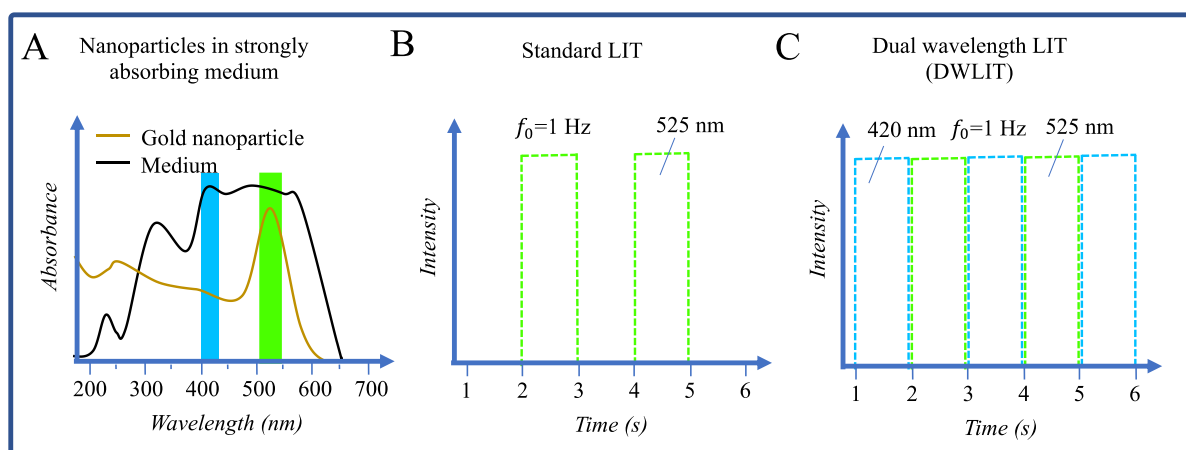 A
Nanoparticles in strongly
absorbing medium
Gold nanoparticle
Medium
Absorbance
200 300 400 500 600 700
Wavelength (nm)
B
Standard LIT
f₀=1 Hz
525 nm
Intensity
1 2 3 4 5 6
Time (s)
C
Dual wavelength LIT
(DWLIT)
420 nm f₀=1 Hz 525 nm
Intensity
1 2 3 4 5 6
Time (s)